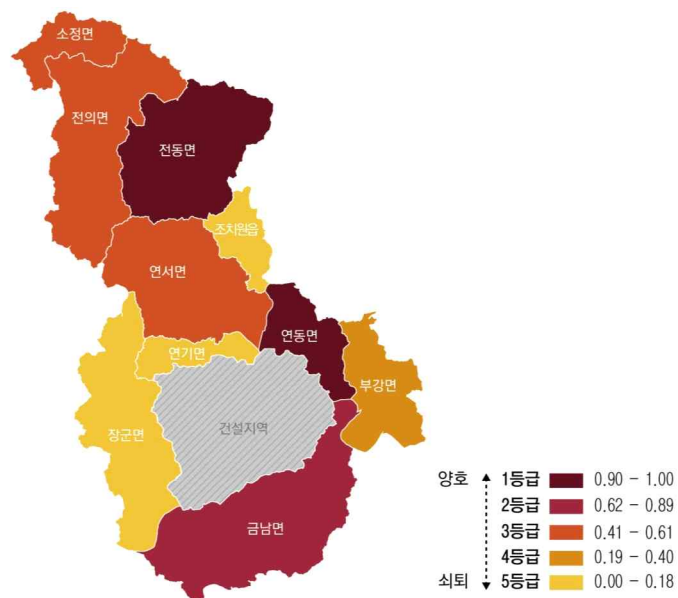 소정면
전의면
전동면
조치원읍
연서면
연동면
연기면
부강면
장군면
건설지역
금남면
양호 1등급 0.90 - 1.00
2등급 0.62 - 0.89
3등급 0.41 - 0.61
4등급 0.19 - 0.40
쇠퇴 5등급 0.00 - 0.18